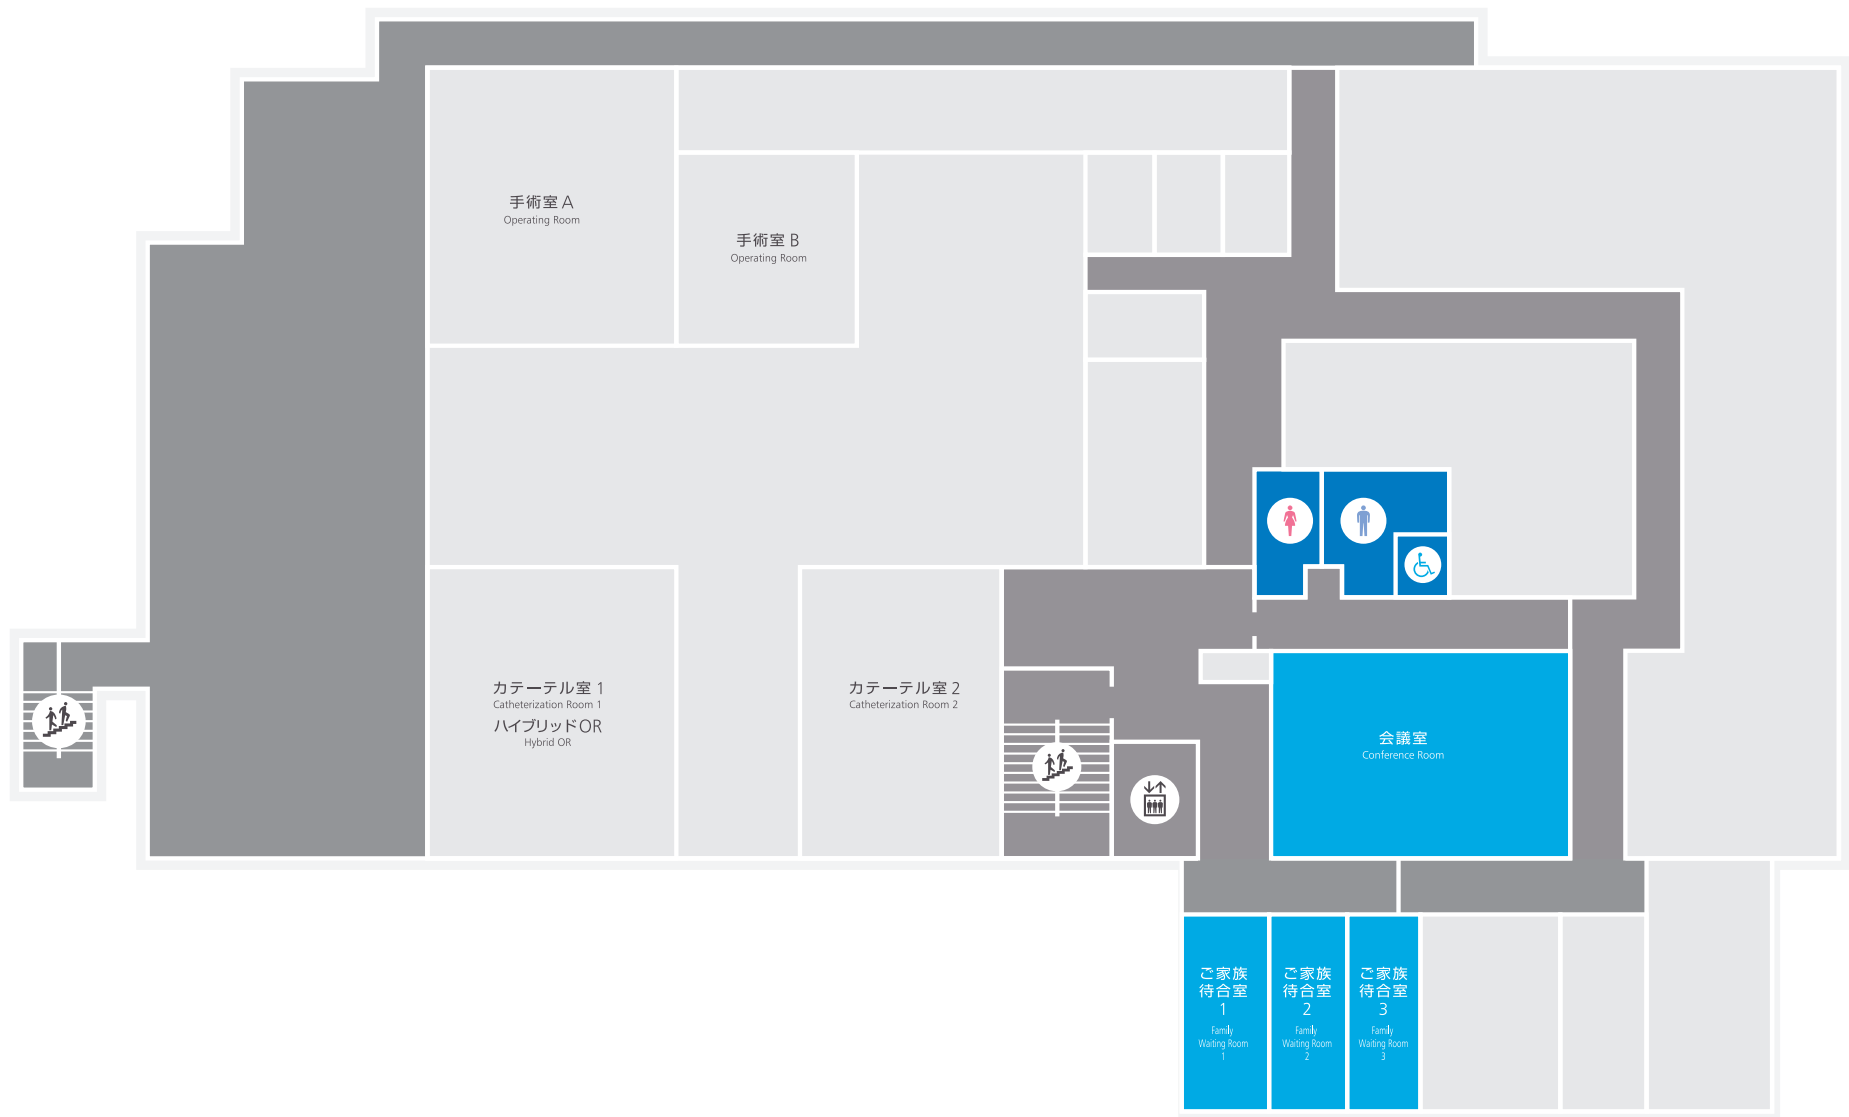 手術室 A
Operating Room
手術室 B
Operating Room
カテーテル室 1
Catheterization Room 1
ハイブリッドOR
Hybrid OR
カテーテル室 2
Catheterization Room 2
会議室
Conference Room
ご家族
待合室
1
Family
Waiting Room
1
ご家族
待合室
2
Family
Waiting Room
2
ご家族
待合室
3
Family
Waiting Room
3